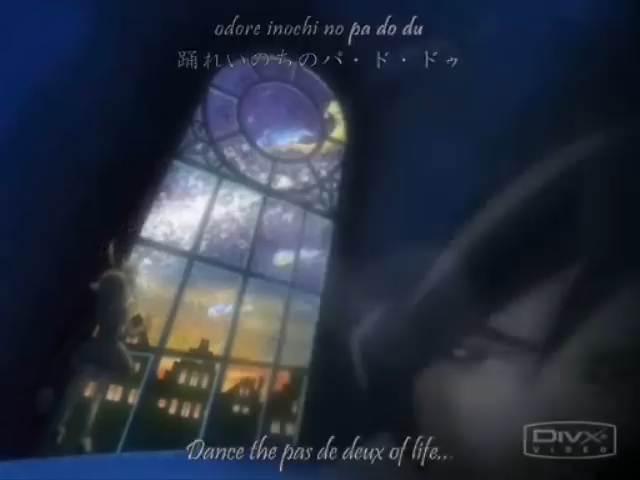 odore inochi no pa do du
踊れいのちのパ・ド・ドゥ
Dance the pas de deux of life...
DIVX
VIDEO